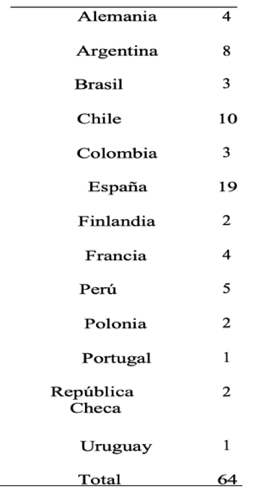 Alemania 4
Argentina 8
Brasil 3
Chile 10
Colombia 3
España 19
Finlandia 2
Francia 4
Perú 5
Polonia 2
Portugal 1
República 2
Checa
Uruguay 1
Total 64